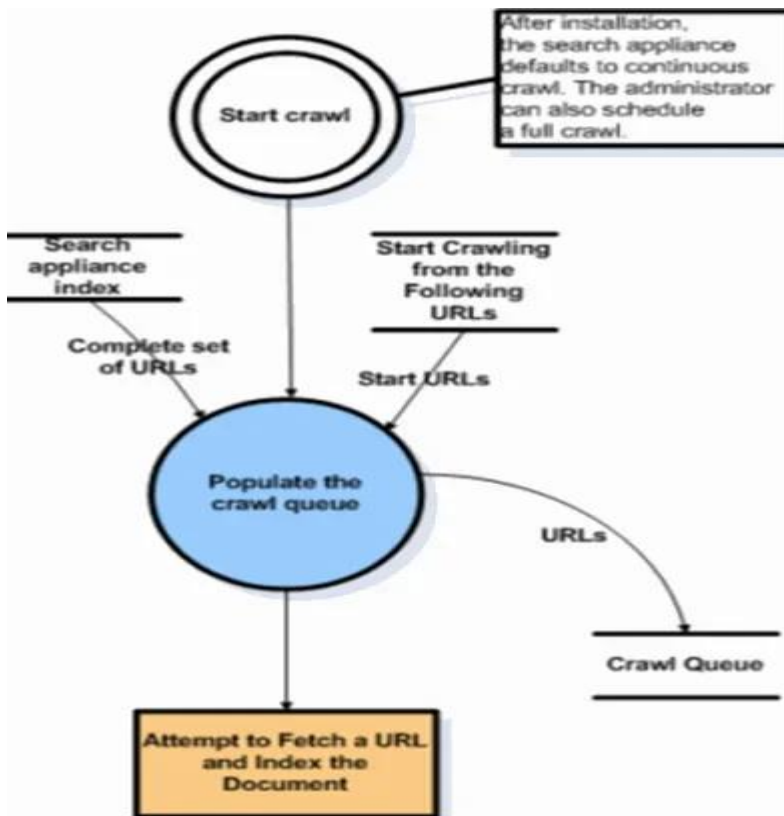 After installation,
the search appliance
defaults to continuous
crawl. The administrator
can also schedule
a full crawl.
Start crawl
Search
appliance
index
Start Crawling
from the
Following
URLs
Complete set
of URLs
Start URLs
Populate the
crawl queue
URLs
Crawl Queue
Attempt to Fetch a URL
and Index the
Document